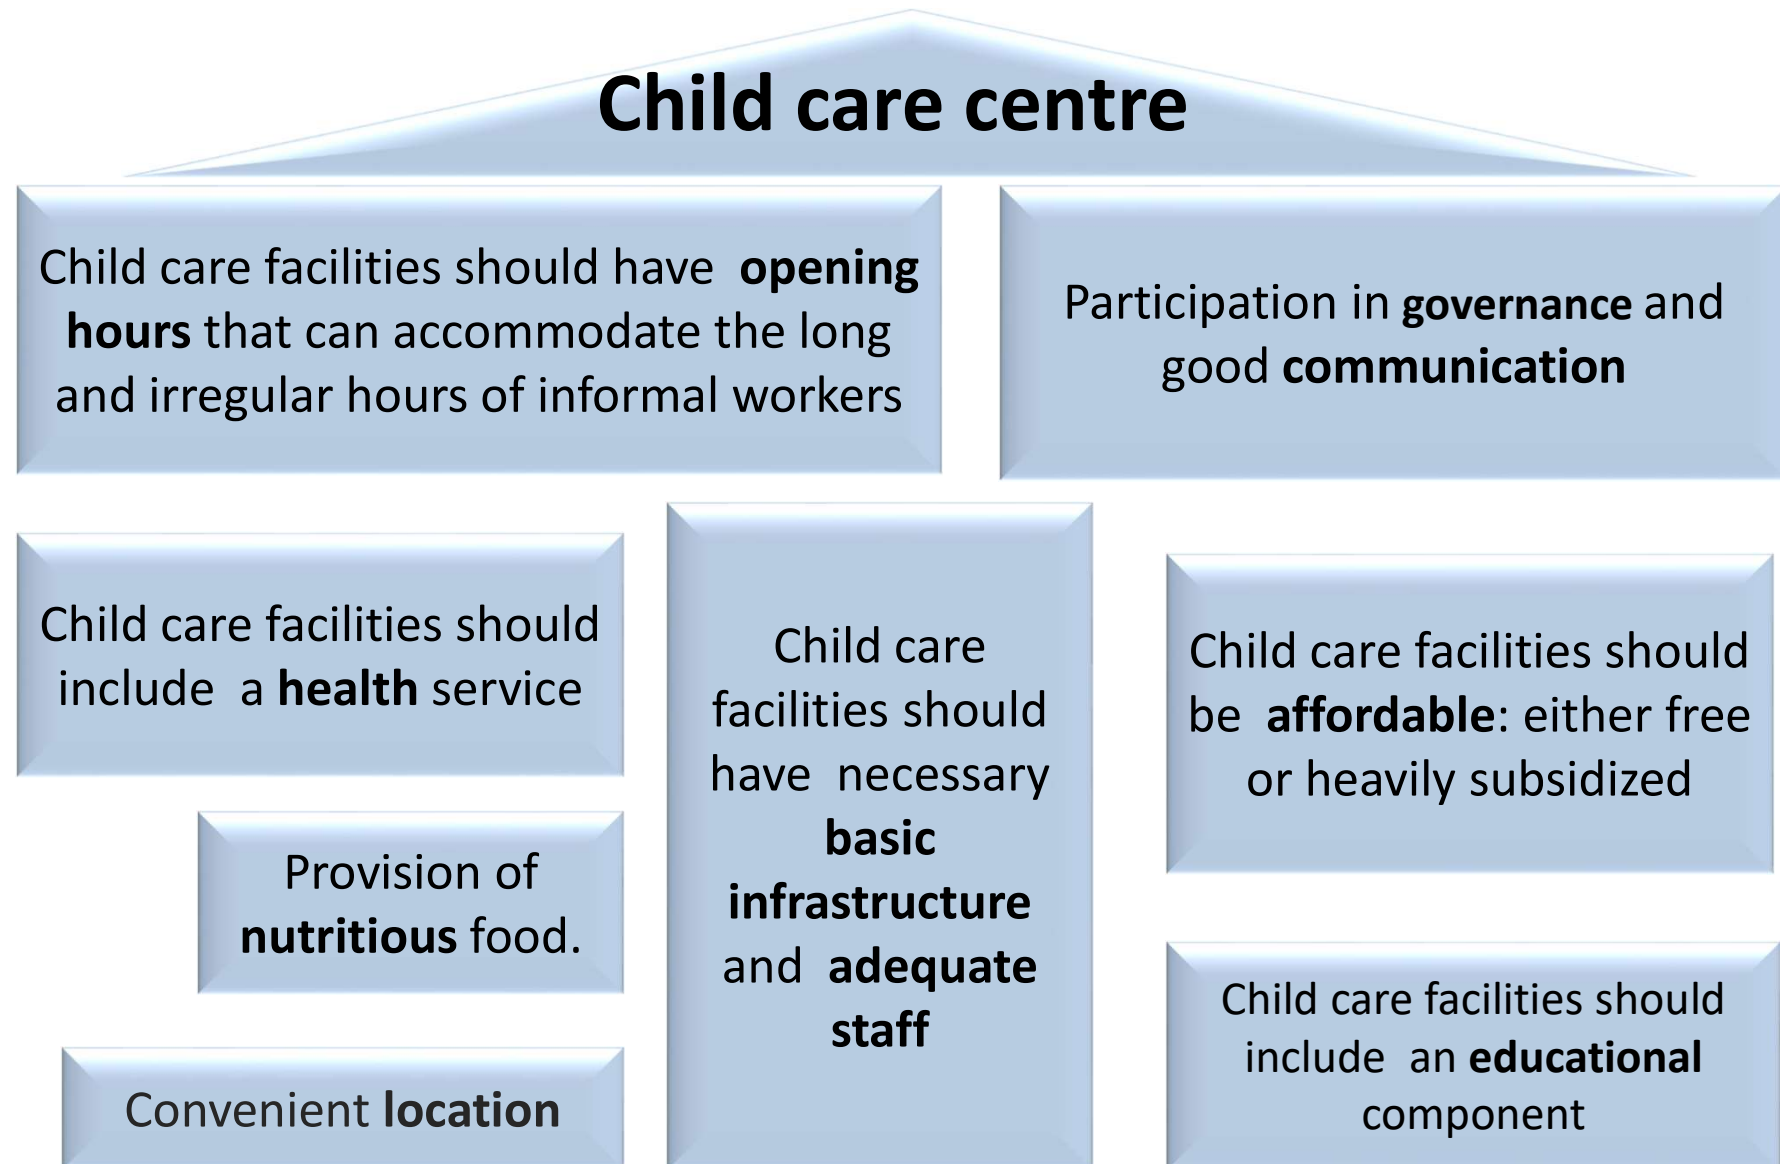 Child care centre
Child care facilities should have opening
hours that can accommodate the long
and irregular hours of informal workers
Participation in governance and
good communication
Child care facilities should
include a health service
Child care
facilities should
have necessary
basic
infrastructure
and adequate
staff
Child care facilities should
be affordable: either free
or heavily subsidized
Provision of
nutritious food.
Child care facilities should
include an educational
component
Convenient location